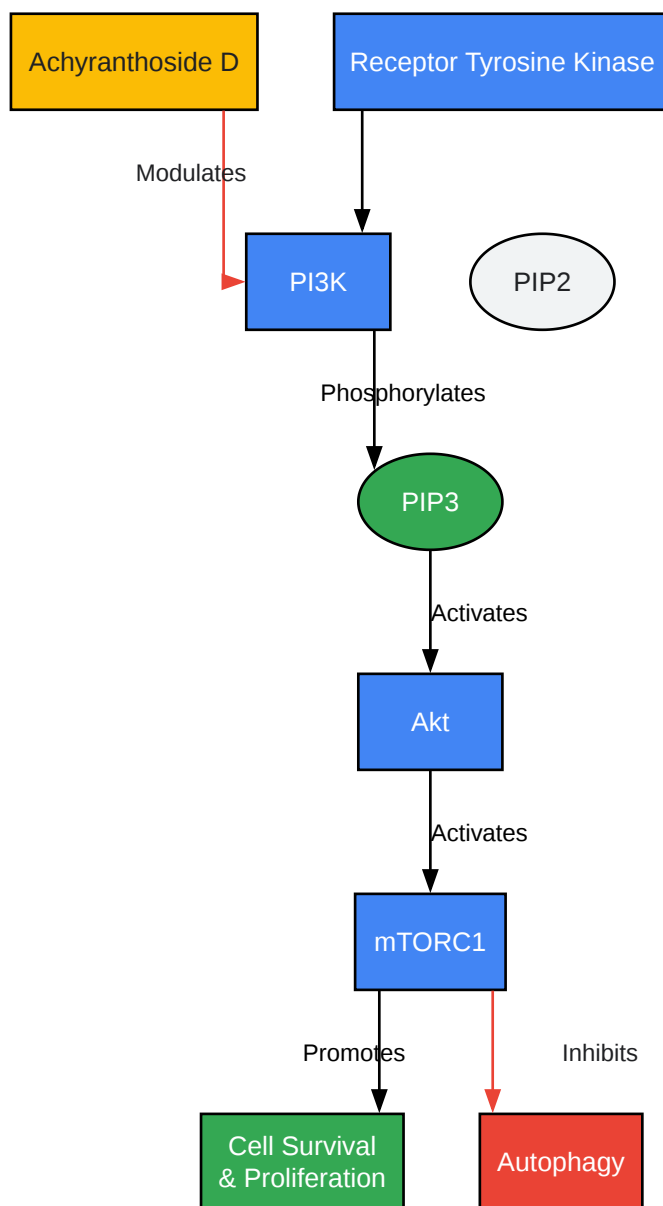 Achyranthoside D
Receptor Tyrosine Kinase
Modulates
PI3K
PIP2
Phosphorylates
PIP3
Activates
Akt
Activates
mTORC1
Promotes
Inhibits
Cell Survival
& Proliferation
Autophagy